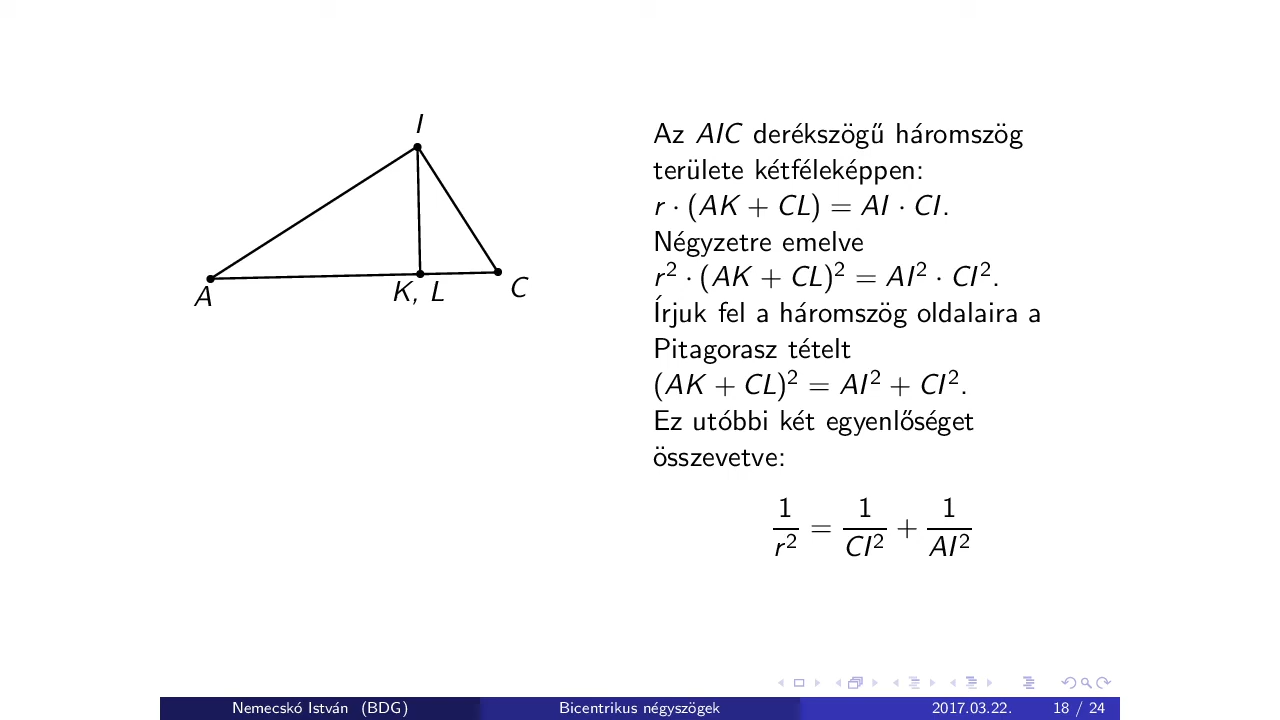 I
A
K, L
C
Az AIC derékszögű háromszög
területe kétféleképpen:
r · (AK + CL) = AI · CI.
Négyzetre emelve
r² · (AK + CL)² = AI² · CI².
Írjuk fel a háromszög oldalaira a
Pitagorasz tételt
(AK + CL)² = AI² + CI².
Ez utóbbi két egyenlőséget
összevetve:
1/r² = 1/CI² + 1/AI²
Nemecskó István (BDG) Bicentrikus négyszögek 2017.03.22. 18 / 24